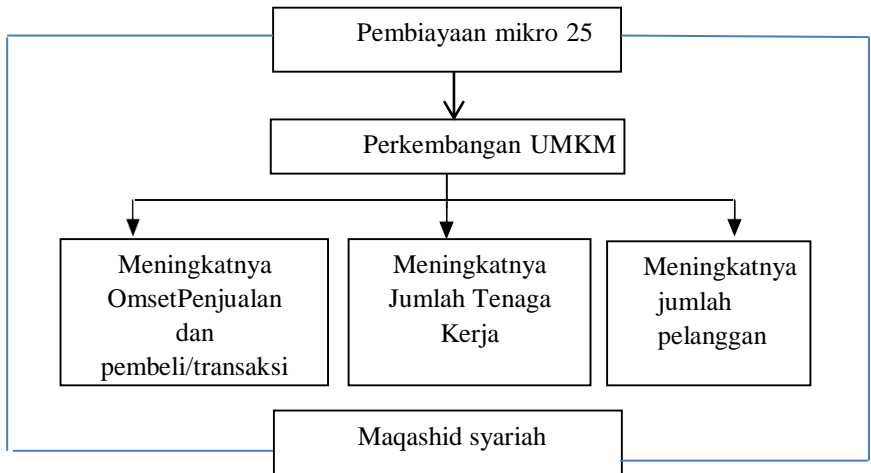 Pembiayaan mikro 25
Perkembangan UMKM
Meningkatnya
OmsetPenjualan
dan
pembeli/transaksi
Meningkatnya
Jumlah Tenaga
Kerja
Meningkatnya
jumlah
pelanggan
Maqashid syariah